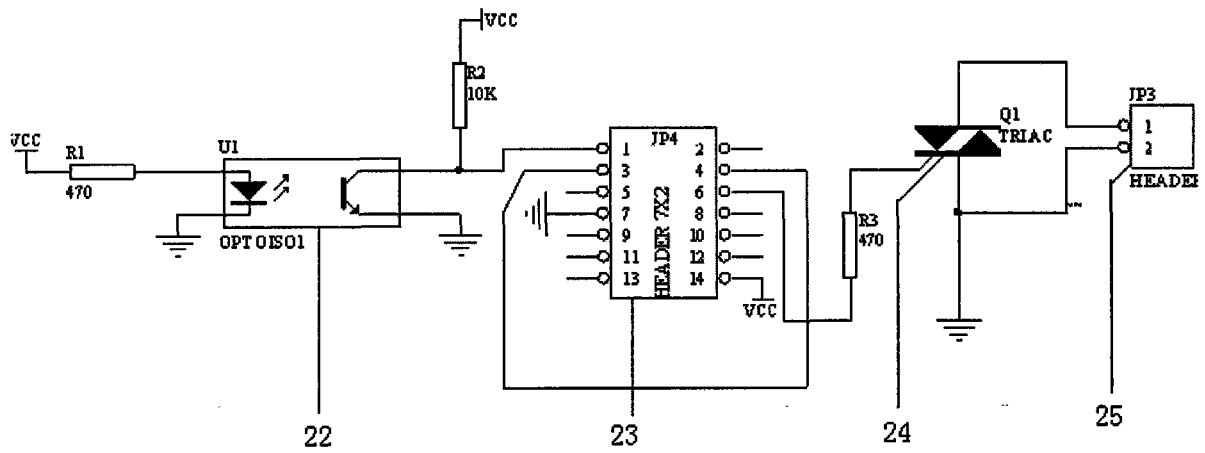 VCC
R2
10K
VCC
R1
470
U1
OPTOISO1
JP4
1 2
3 4
5 6
7 8
9 10
11 12
13 14
HEADER 7X2
VCC
R3
470
Q1
TRIAC
JP3
1
2
HEADER
22
23
24
25